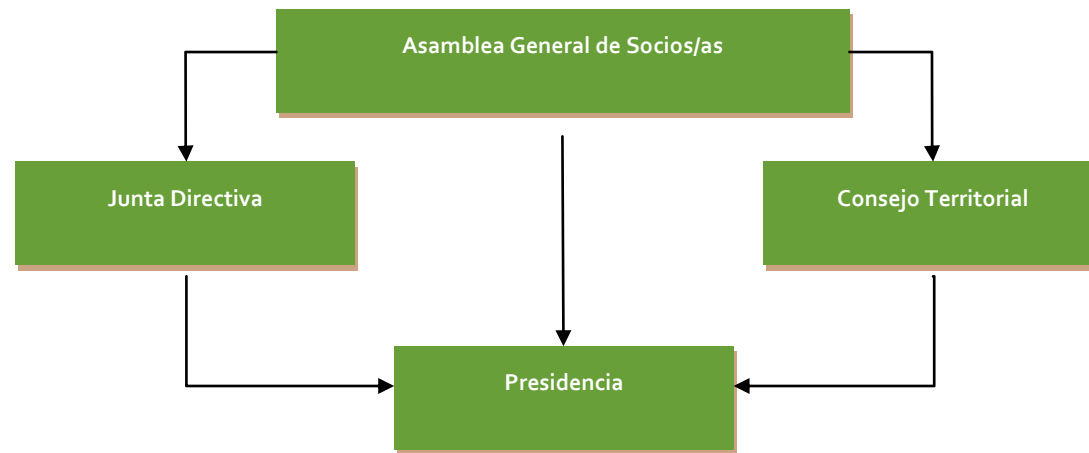 Asamblea General de Socios/as
Junta Directiva
Consejo Territorial
Presidencia